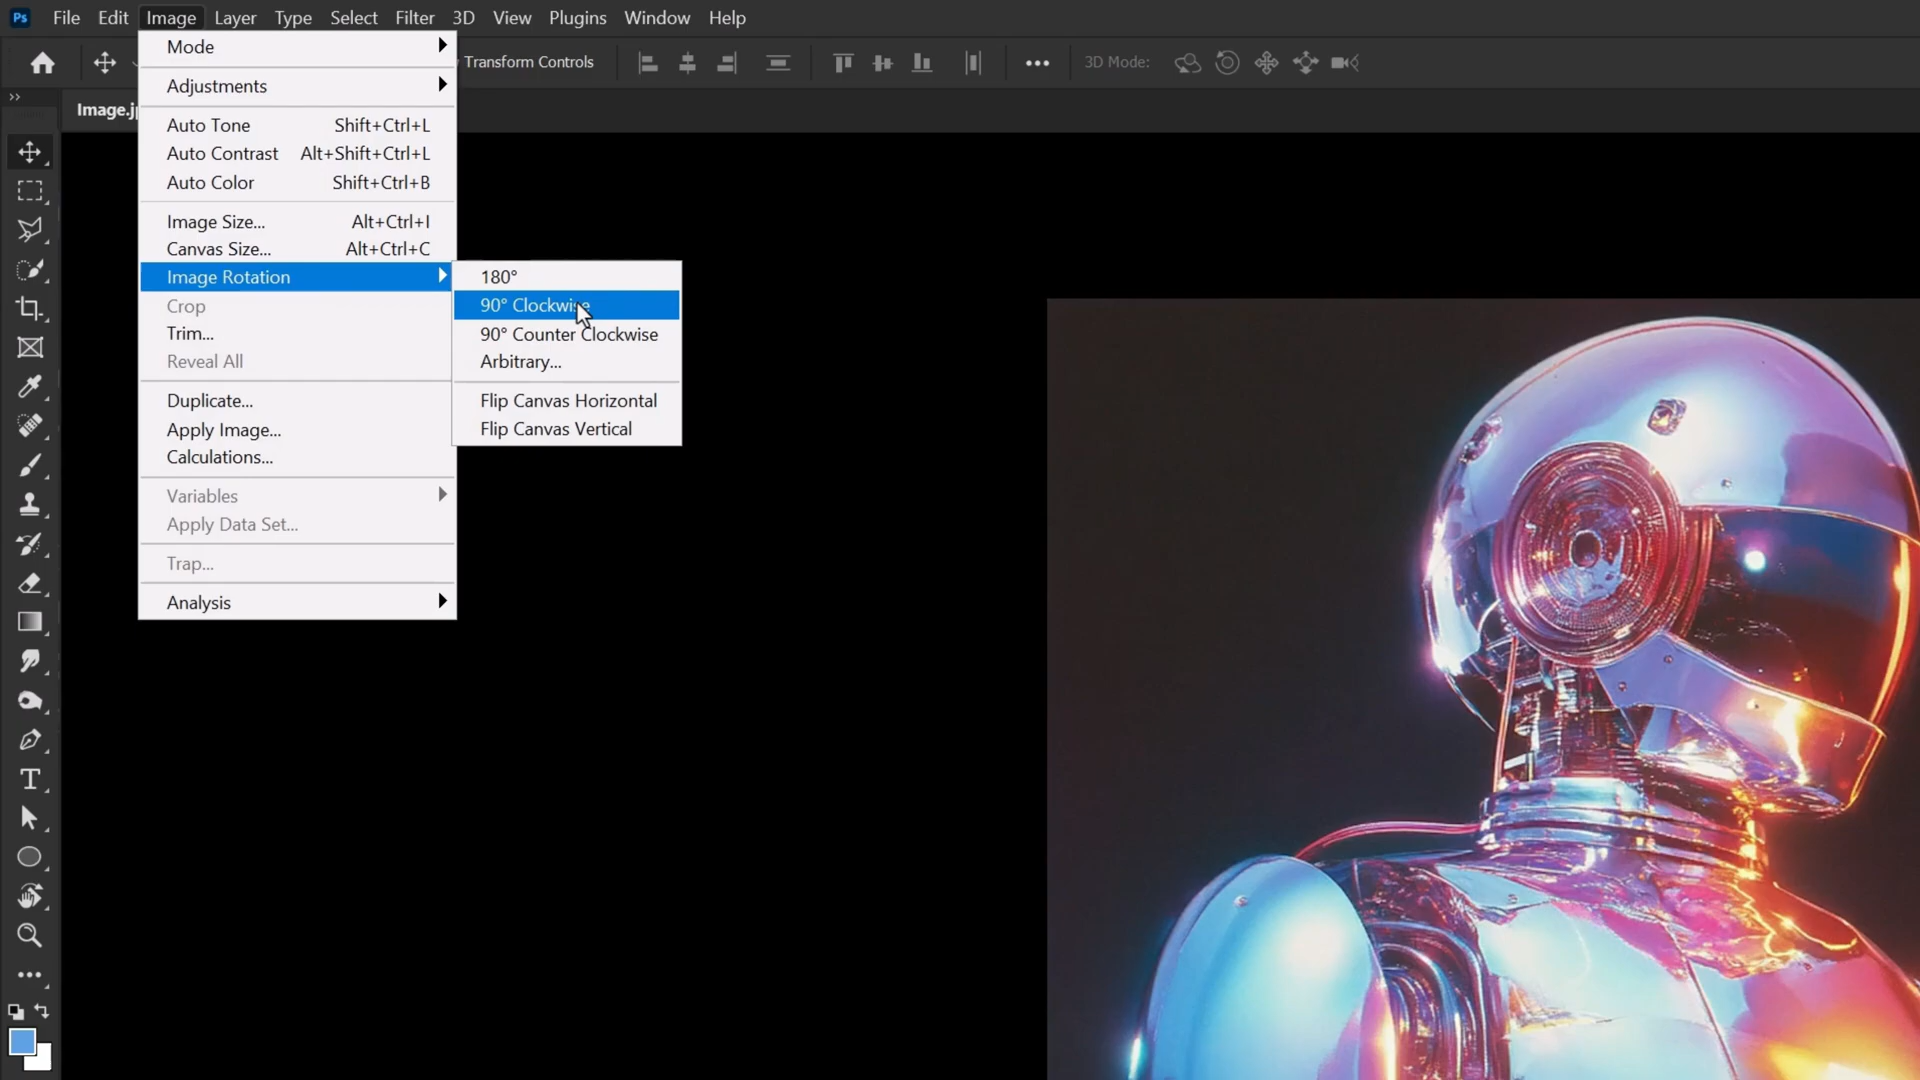 Ps File Edit Image Layer Type Select Filter 3D View Plugins Window Help
Transform Controls 3D Mode:
Image.j
Mode
Adjustments
Auto Tone Shift+Ctrl+L
Auto Contrast Alt+Shift+Ctrl+L
Auto Color Shift+Ctrl+B
Image Size... Alt+Ctrl+I
Canvas Size... Alt+Ctrl+C
Image Rotation
Crop
Trim...
Reveal All
Duplicate...
Apply Image...
Calculations...
Variables
Apply Data Set...
Trap...
Analysis
180°
90° Clockwise
90° Counter Clockwise
Arbitrary...
Flip Canvas Horizontal
Flip Canvas Vertical